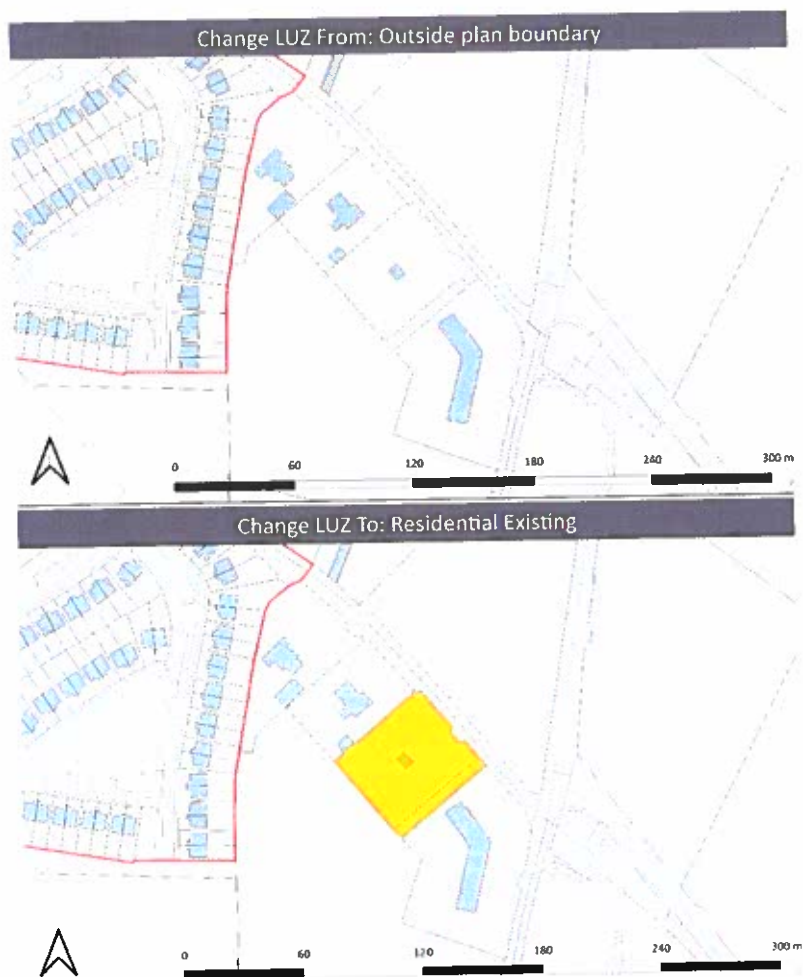 Change LUZ From: Outside plan boundary
0 60 120 180 240 300 m
Change LUZ To: Residential Existing
0 60 120 180 240 300 m